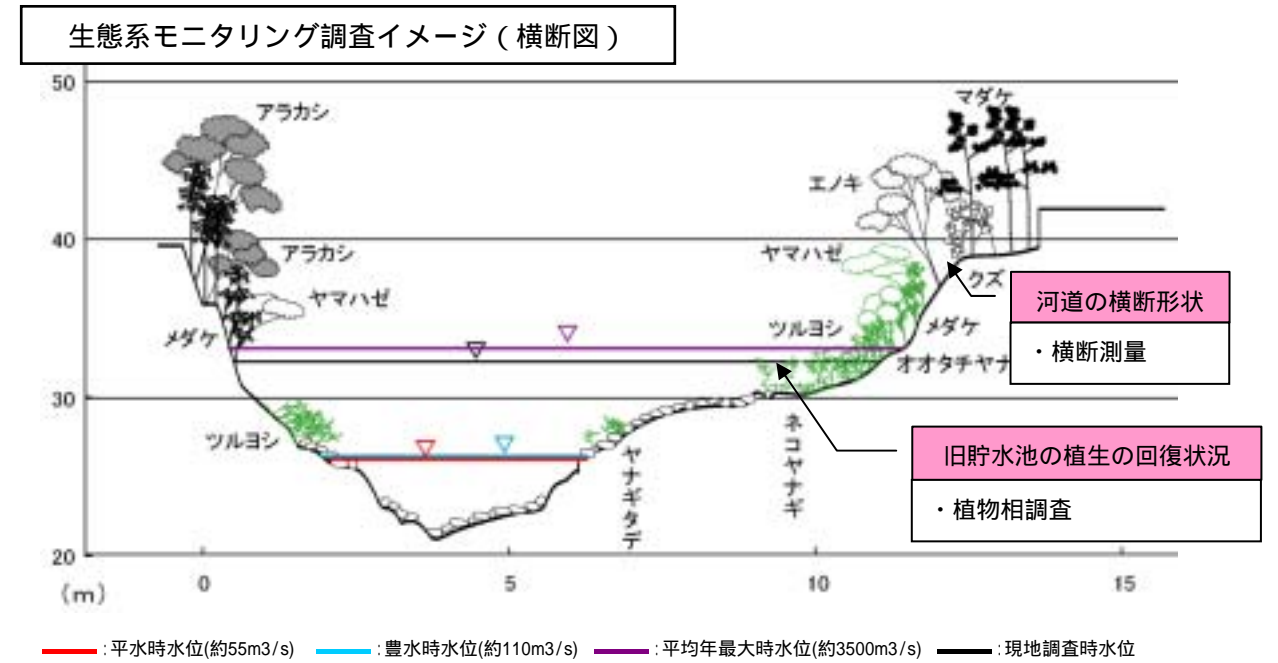 生態系モニタリング調査イメージ(横断図)
50
アラカシ
マダケ
エノキ
40
アラカシ
ヤマハゼ
クズ
ヤマハゼ
河道の横断形状
メダケ
ツルヨシ
メダケ
・横断測量
オオタチヤナ
30
ツルヨシ
ヤナギタデ
ネコヤナギ
旧貯水池の植生の回復状況
・植物相調査
20
(m)
0
5
10
15
:平水時水位(約55m3/s) :豊水時水位(約110m3/s) :平均年最大時水位(約3500m3/s) :現地調査時水位